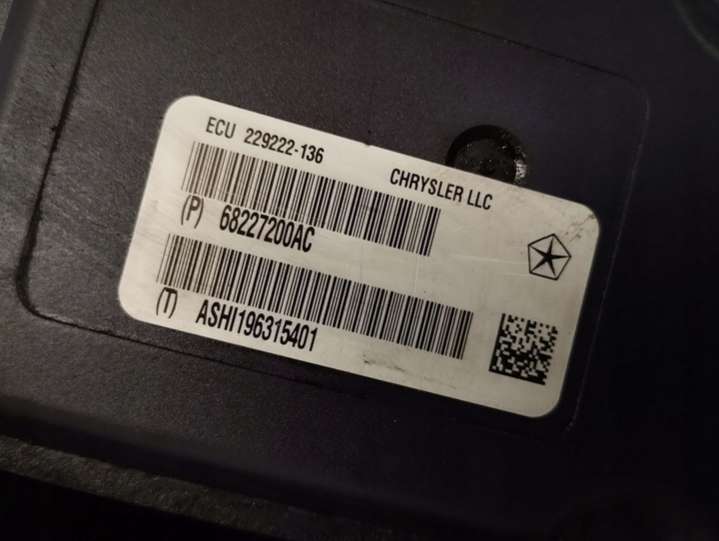 ECU 229222-136
CHRYSLER LLC
(P) 68227200AC
(T) ASHI196315401